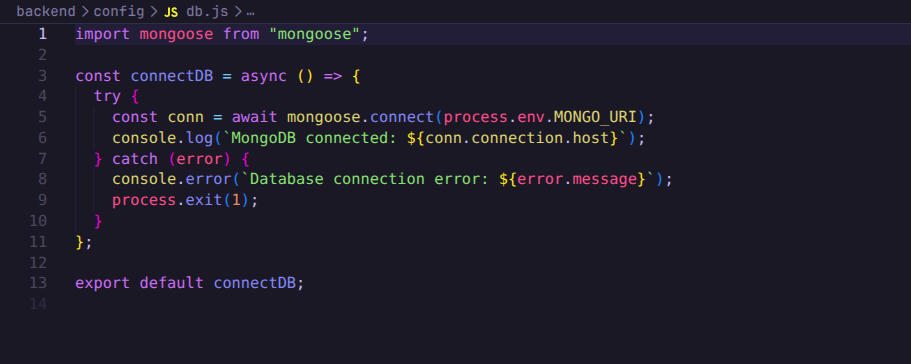 backend > config > JS db.js > ...
1 import mongoose from "mongoose";
2
3 const connectDB = async () => {
4 try {
5 const conn = await mongoose.connect(process.env.MONGO_URI);
6 console.log(`MongoDB connected: ${conn.connection.host}`);
7 } catch (error) {
8 console.error(`Database connection error: ${error.message}`);
9 process.exit(1);
10 }
11 };
12
13 export default connectDB;
14